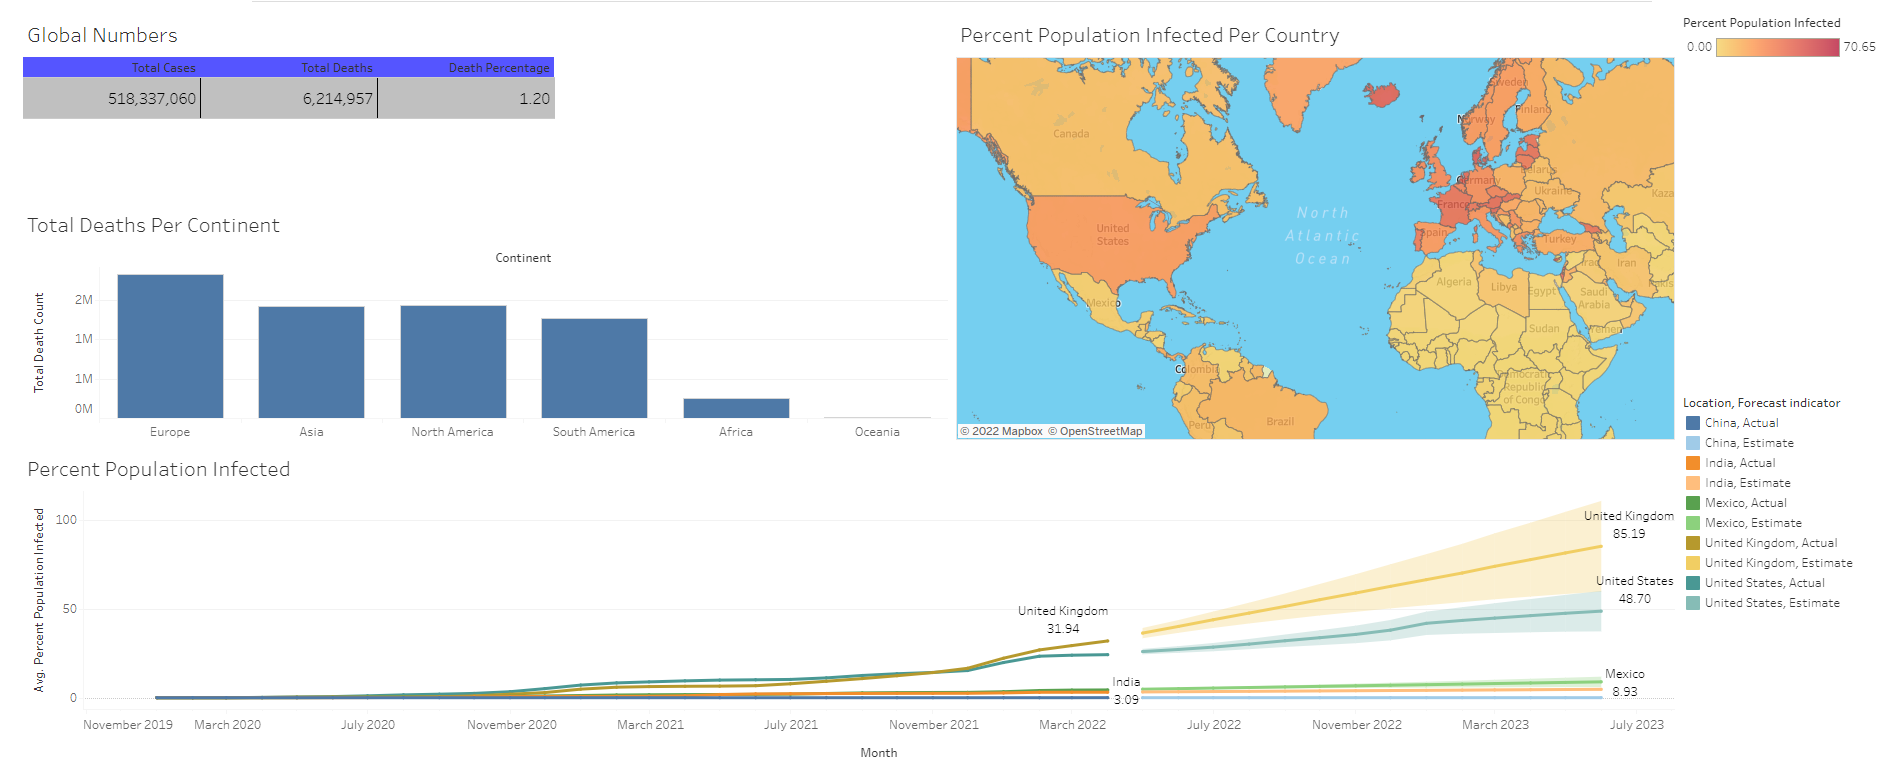 Global Numbers
Total Cases
Total Deaths
Death Percentage
518,337,060
6,214,957
1.20
Total Deaths Per Continent
Continent
Total Death Count
2M
1M
1M
0M
Europe
Asia
North America
South America
Africa
Oceania
Percent Population Infected Per Country
Canada
United
States
Mexico
Colombia
Peru
Brazil
North
Atlantic
Ocean
Sweden
Finland
Norway
Belarus
Germany
Ukraine
France
Spain
Turkey
Kaza
Iraq
Iran
Pakis
Algeria
Libya
Egypt
Saudi
Arabia
Sudan
Yemen
Democratic
Republic
of Congo
© 2022 Mapbox © OpenStreetMap
Percent Population Infected
0.00
70.65
Percent Population Infected
Avg. Percent Population Infected
100
50
0
United Kingdom
31.94
India
3.09
United Kingdom
85.19
United States
48.70
Mexico
8.93
November 2019
March 2020
July 2020
November 2020
March 2021
July 2021
November 2021
March 2022
July 2022
November 2022
March 2023
July 2023
Month
Location, Forecast indicator
China, Actual
China, Estimate
India, Actual
India, Estimate
Mexico, Actual
Mexico, Estimate
United Kingdom, Actual
United Kingdom, Estimate
United States, Actual
United States, Estimate